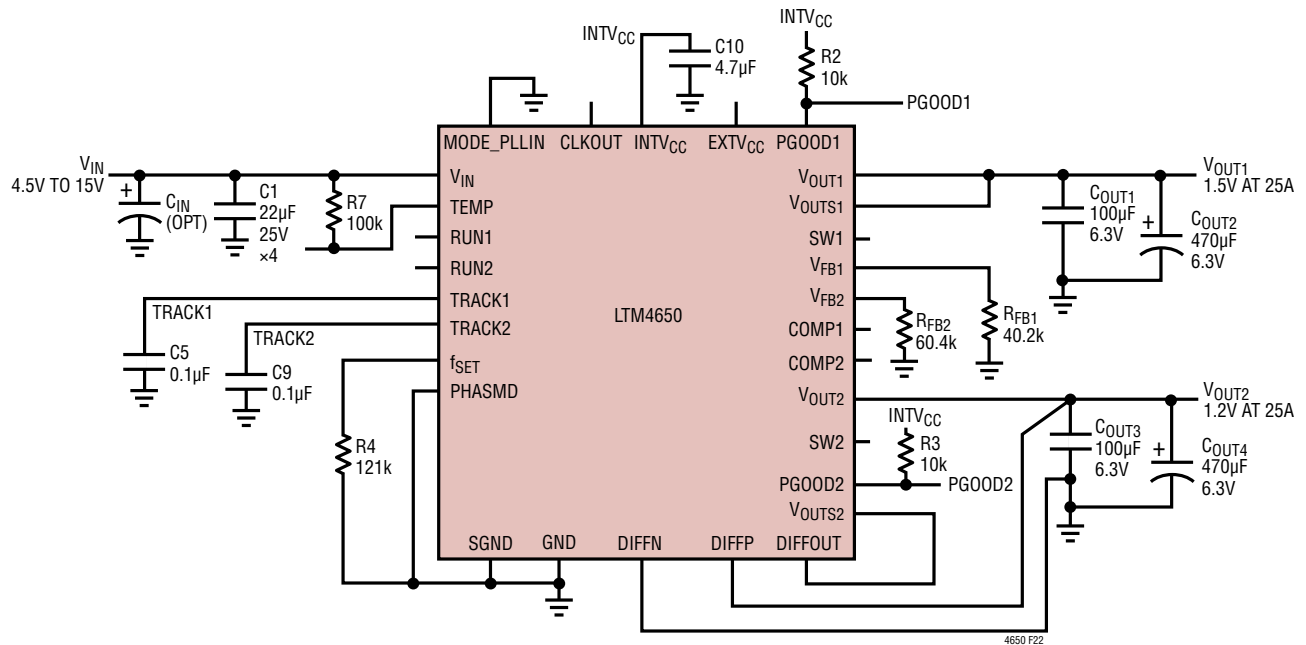 INTVCC
C10
4.7µF
INTVCC
R2
10k
PGOOD1
MODE_PLLIN
CLKOUT
INTVCC
EXTVCC
PGOOD1
VIN
4.5V TO 15V
+
CIN
(OPT)
C1
22µF
25V
×4
R7
100k
VIN
TEMP
RUN1
RUN2
TRACK1
TRACK2
fSET
PHASMD
TRACK1
C5
0.1µF
TRACK2
C9
0.1µF
R4
121k
LTM4650
SGND
GND
DIFFN
DIFFP
DIFFOUT
VOUT1
VOUTS1
SW1
VFB1
VFB2
COMP1
COMP2
VOUT2
SW2
PGOOD2
VOUTS2
VOUT1
1.5V AT 25A
COUT1
100µF
6.3V
+
COUT2
470µF
6.3V
RFB2
60.4k
RFB1
40.2k
VOUT2
1.2V AT 25A
INTVCC
R3
10k
PGOOD2
COUT3
100µF
6.3V
+
COUT4
470µF
6.3V
4650 F22